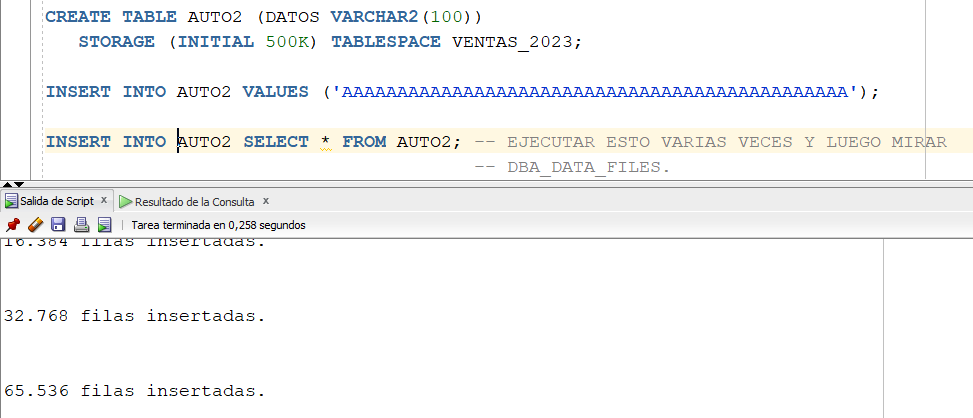 CREATE TABLE AUTO2 (DATOS VARCHAR2(100))
STORAGE (INITIAL 500K) TABLESPACE VENTAS_2023;
INSERT INTO AUTO2 VALUES ('AAAAAAAAAAAAAAAAAAAAAAAAAAAAAAAAAAAAAAAAAAAAAA');
INSERT INTO AUTO2 SELECT * FROM AUTO2; -- EJECUTAR ESTO VARIAS VECES Y LUEGO MIRAR
-- DBA_DATA_FILES.
Salida de Script x Resultado de la Consulta x
Tarea terminada en 0,258 segundos
16.384 filas insertadas.
32.768 filas insertadas.
65.536 filas insertadas.